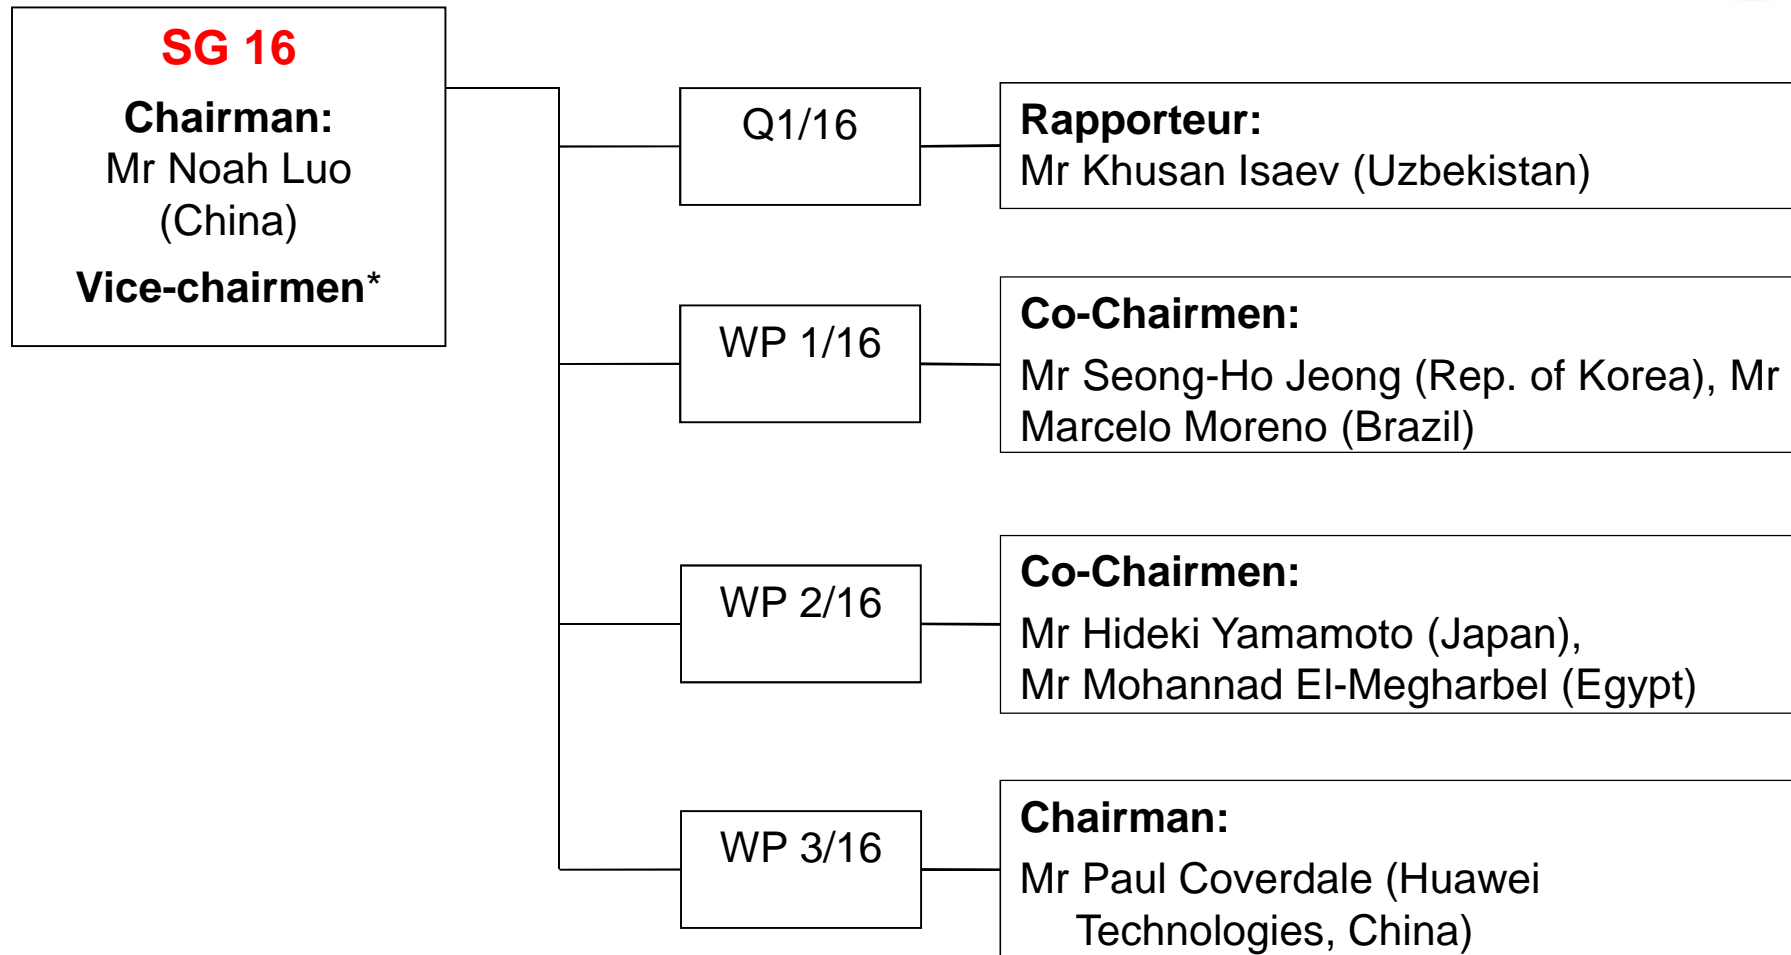 SG 16
Chairman:
Mr Noah Luo
(China)
Vice-chairmen*
Q1/16
Rapporteur:
Mr Khusan Isaev (Uzbekistan)
WP 1/16
Co-Chairmen:
Mr Seong-Ho Jeong (Rep. of Korea), Mr
Marcelo Moreno (Brazil)
WP 2/16
Co-Chairmen:
Mr Hideki Yamamoto (Japan),
Mr Mohannad El-Megharbel (Egypt)
WP 3/16
Chairman:
Mr Paul Coverdale (Huawei
Technologies, China)